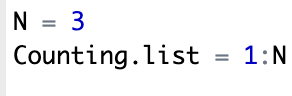 N = 3
Counting.list = 1:N